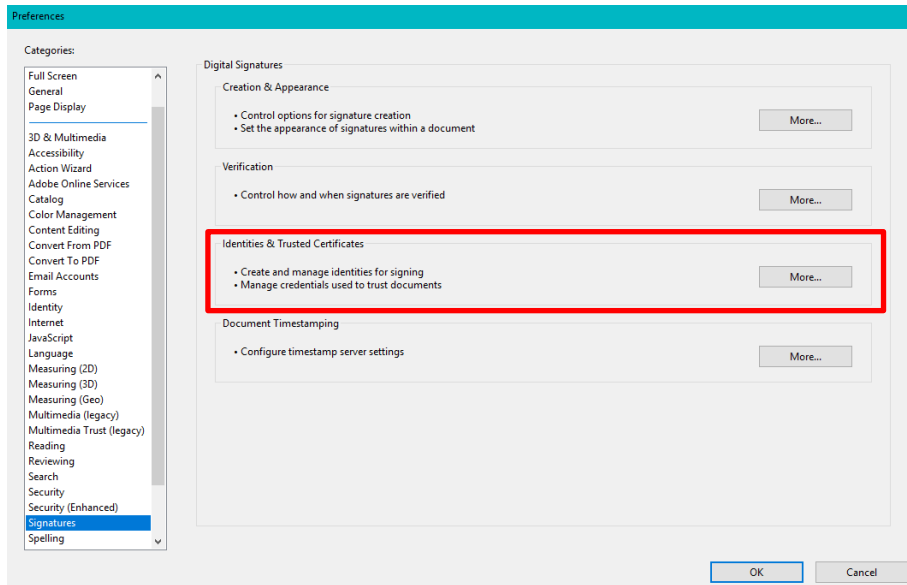 Preferences
Categories:
Full Screen
General
Page Display
3D & Multimedia
Accessibility
Action Wizard
Adobe Online Services
Catalog
Color Management
Content Editing
Convert From PDF
Convert To PDF
Email Accounts
Forms
Identity
Internet
JavaScript
Language
Measuring (2D)
Measuring (3D)
Measuring (Geo)
Multimedia (legacy)
Multimedia Trust (legacy)
Reading
Reviewing
Search
Security
Security (Enhanced)
Signatures
Spelling
Digital Signatures
Creation & Appearance
• Control options for signature creation
• Set the appearance of signatures within a document
More...
Verification
• Control how and when signatures are verified
More...
Identities & Trusted Certificates
• Create and manage identities for signing
• Manage credentials used to trust documents
More...
Document Timestamping
• Configure timestamp server settings
More...
OK
Cancel